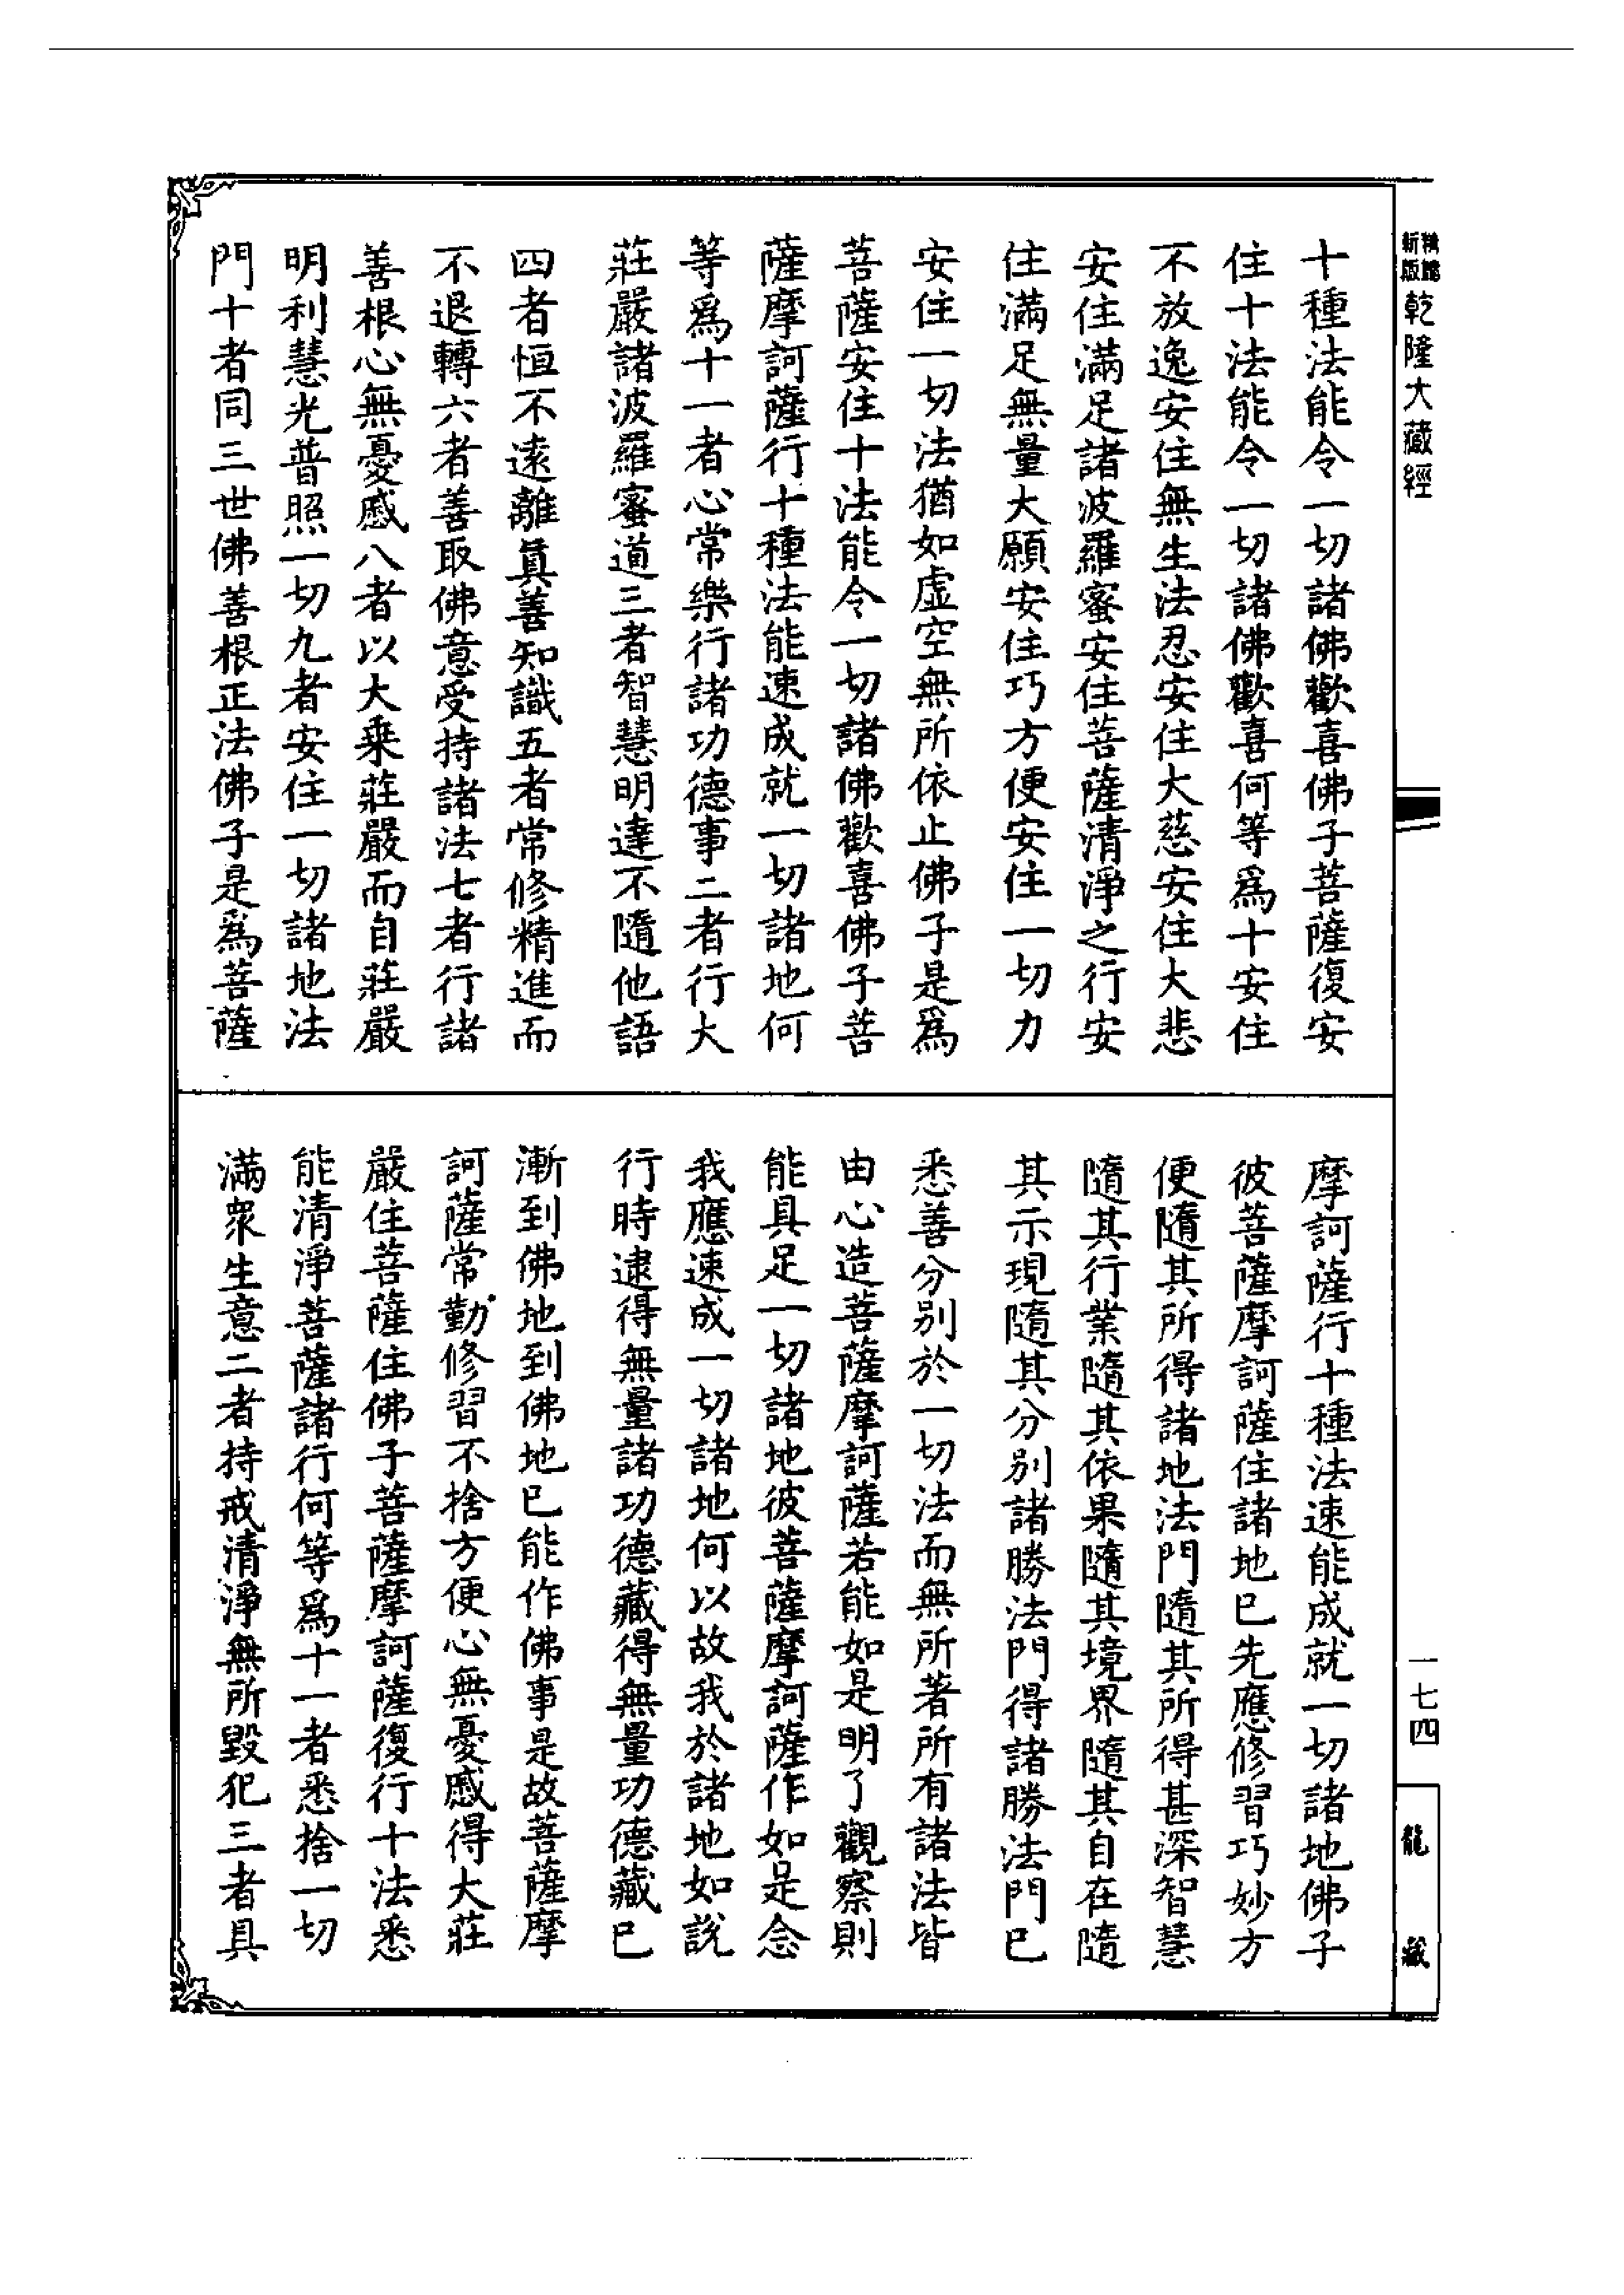 新版
精縮
乾隆大藏經
十種法能令一切諸佛歡喜佛子菩薩復安
住十法能令一切諸佛歡喜何等爲十安住
不放逸安住無生法忍安住大慈安住大悲
安住滿足諸波羅蜜安住菩薩清淨之行安
住滿足無量大願安住巧方便安住一切力
安住一切法猶如虛空無所依止佛子是爲
菩薩安住十法能令一切諸佛歡喜佛子菩
薩摩訶薩行十種法能速成就一切諸地何
等爲十一者心常樂行諸功德事二者行大
莊嚴諸波羅蜜道三者智慧明達不隨他語
四者恒不遠離眞善知識五者常修精進而
不退轉六者善取佛意受持諸法七者行諸
善根心無憂慼八者以大乘莊嚴而自莊嚴
明利慧光普照一切九者安住一切諸地法
門十者同三世佛善根正法佛子是爲菩薩
摩訶薩行十種法速能成就一切諸地佛子
彼菩薩摩訶薩住諸地已先應修習巧妙方
便隨其所得諸地法門隨其所得甚深智慧
隨其行業隨其依果隨其境界隨其自在隨
其示現隨其分別諸勝法門得諸勝法門已
悉善分別於一切法而無所著所有諸法皆
由心造菩薩摩訶薩若能如是明了觀察則
能具足一切諸地彼菩薩摩訶薩作如是念
我應速成一切諸地何以故我於諸地如說
行時逮得無量諸功德藏得無量功德藏已
漸到佛地到佛地已能作佛事是故菩薩摩
訶薩常勤修習不捨方便心無憂慼得大莊
嚴住菩薩住佛子菩薩摩訶薩復行十法悉
能清淨菩薩諸行何等爲十一者悉捨一切
滿衆生意二者持戒清淨無所毀犯三者具
一七四
龍藏